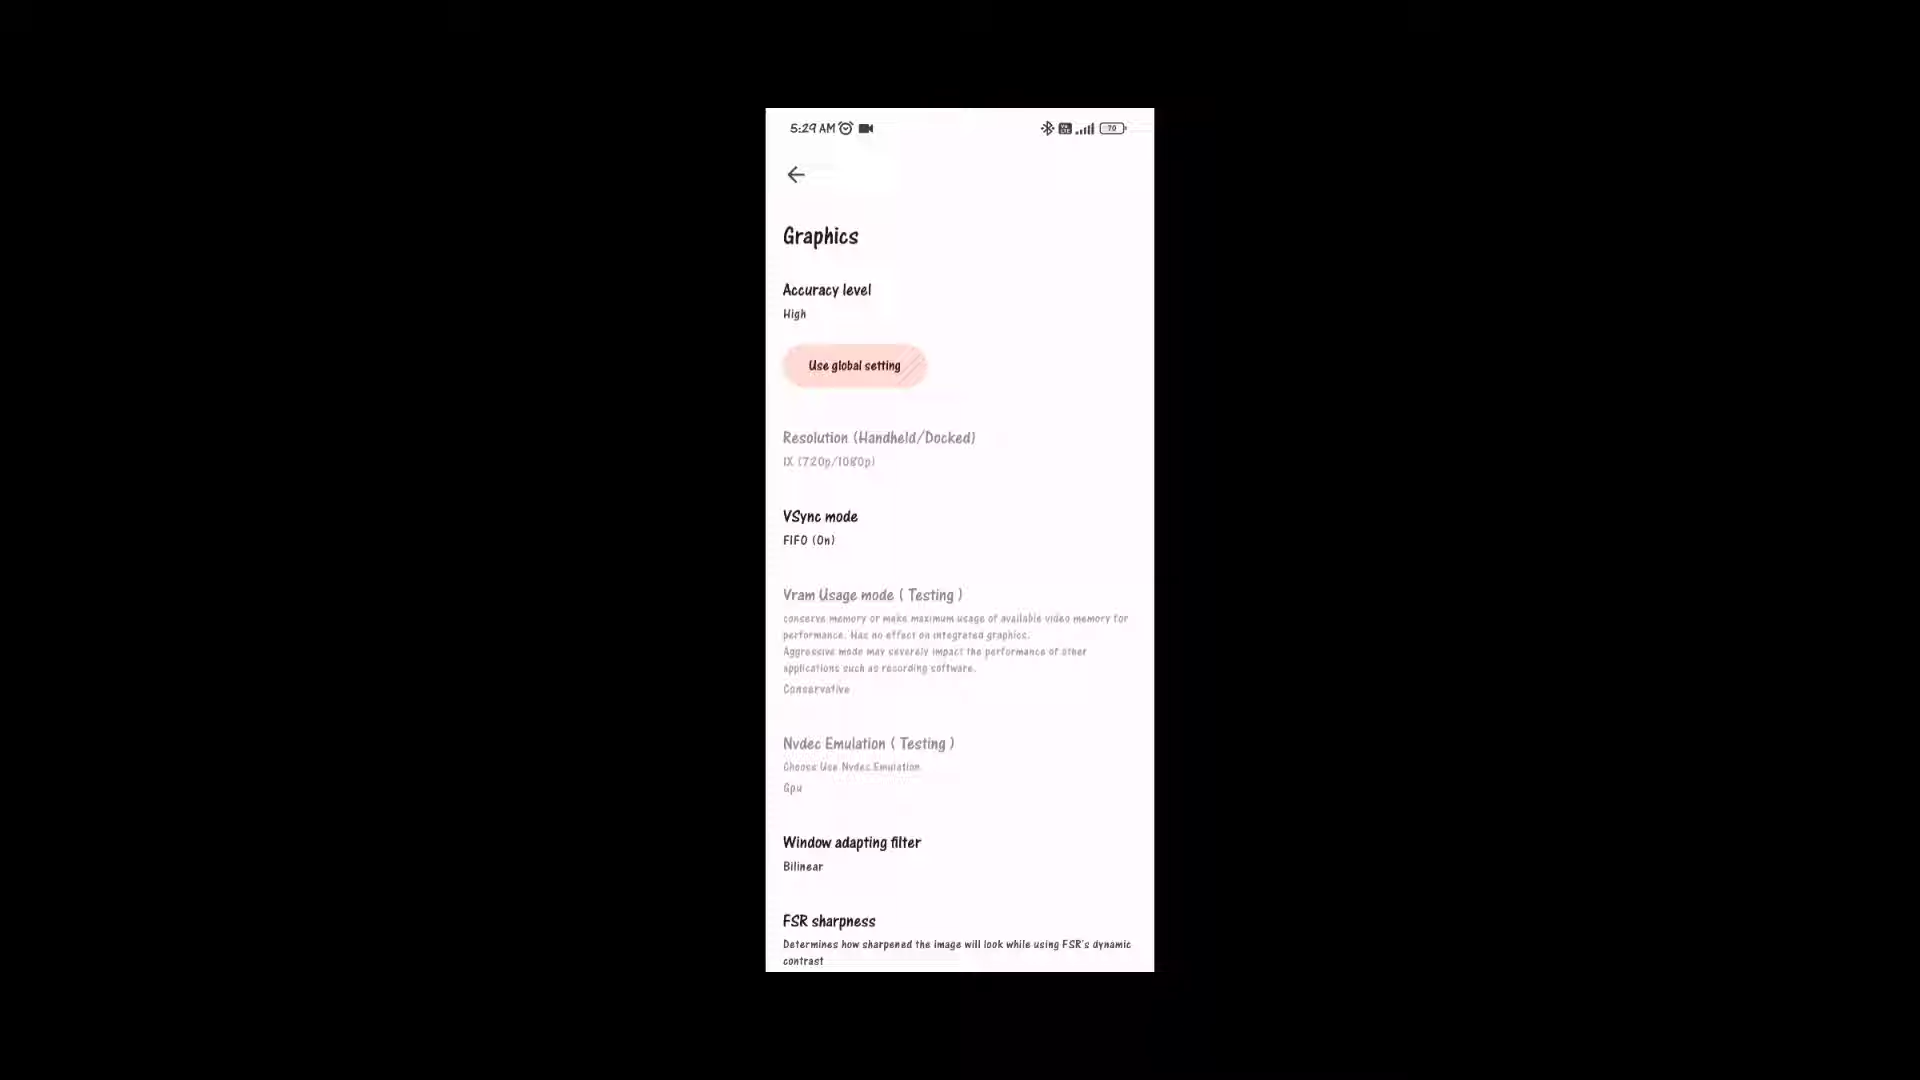 5:29 AM
70
Graphics
Accuracy level
High
Use global setting
Resolution (Handheld/Docked)
1X (720p/1080p)
VSync mode
FIFO (On)
Vram Usage mode ( Testing )
conserve memory or make maximum usage of available video memory for
performance. Has no effect on integrated graphics.
Aggressive mode may severely impact the performance of other
applications such as recording software.
Conservative
Nvdec Emulation ( Testing )
Choose Use Nvdec Emulation
Gpu
Window adapting filter
Bilinear
FSR sharpness
Determines how sharpened the image will look while using FSR's dynamic
contrast